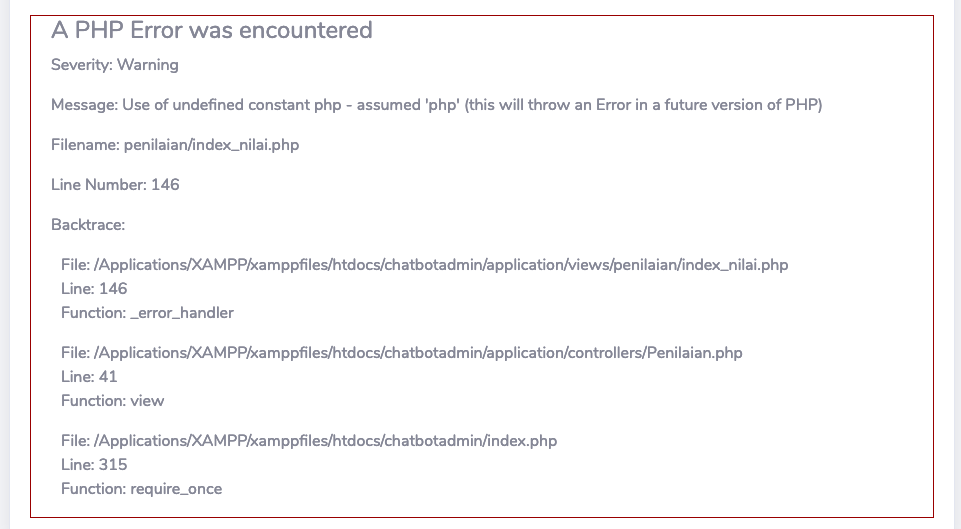 A PHP Error was encountered
Severity: Warning
Message: Use of undefined constant php - assumed 'php' (this will throw an Error in a future version of PHP)
Filename: penilaian/index_nilai.php
Line Number: 146
Backtrace:
File: /Applications/XAMPP/xamppfiles/htdocs/chatbotadmin/application/views/penilaian/index_nilai.php
Line: 146
Function: _error_handler
File: /Applications/XAMPP/xamppfiles/htdocs/chatbotadmin/application/controllers/Penilaian.php
Line: 41
Function: view
File: /Applications/XAMPP/xamppfiles/htdocs/chatbotadmin/index.php
Line: 315
Function: require_once